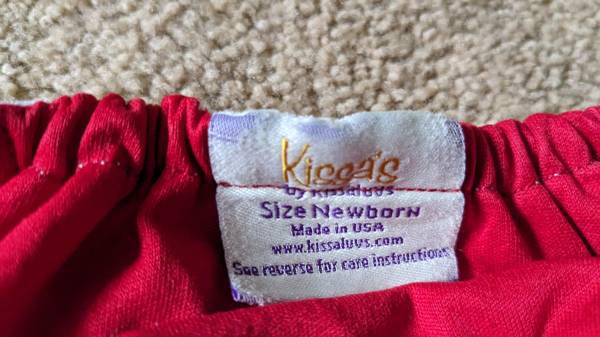 Kissa's
by Kissaluvs
Size Newborn
Made in USA
www.kissaluvs.com
See reverse for care instructions